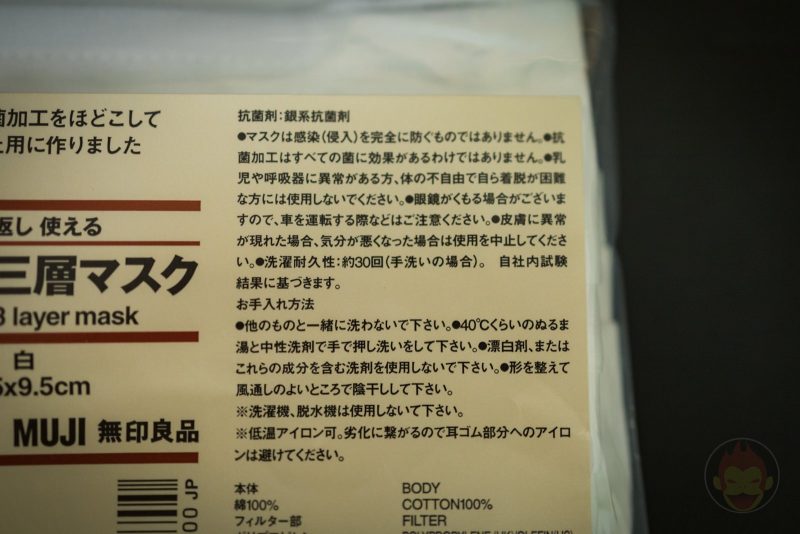 菌加工をほどこして
用に作りました
返し 使える
三層マスク
3 layer mask
白
5x9.5cm
MUJI 無印良品
00 JP
抗菌剤:銀系抗菌剤
●マスクは感染(侵入)を完全に防ぐものではありません。●抗
菌加工はすべての菌に効果があるわけではありません。●乳
児や呼吸器に異常がある方、体の不自由で自ら着脱が困難
な方には使用しないでください。●眼鏡がくもる場合がございま
すので、車を運転する際などはご注意ください。●皮膚に異常
が現れた場合、気分が悪くなった場合は使用を中止してくださ
い。●洗濯耐久性:約30回(手洗いの場合)。 自社内試験
結果に基づきます。
お手入れ方法
●他のものと一緒に洗わないで下さい。●40℃くらいのぬるま
湯と中性洗剤で手で押し洗いをして下さい。●漂白剤、または
これらの成分を含む洗剤を使用しないで下さい。●形を整えて
風通しのよいところで陰干しして下さい。
※洗濯機、脱水機は使用しないで下さい。
※低温アイロン可。劣化に繋がるので耳ゴム部分へのアイロ
ンは避けてください。
本体 BODY
綿100% COTTON100%
フィルター部 FILTER